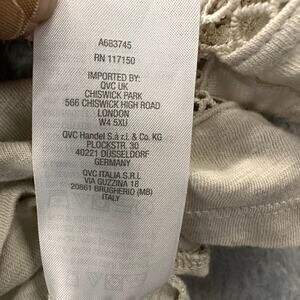 A683745
RN 117150
IMPORTED BY:
QVC UK
CHISWICK PARK
566 CHISWICK HIGH ROAD
LONDON
W4 5XU
QVC Handel S.à r.l. & Co. KG
PLOCKSTR. 30
40221 DÜSSELDORF
GERMANY
QVC ITALIA S.R.L
VIA GUZZINA 18
20861 BRUGHERIO (MB)
ITALY